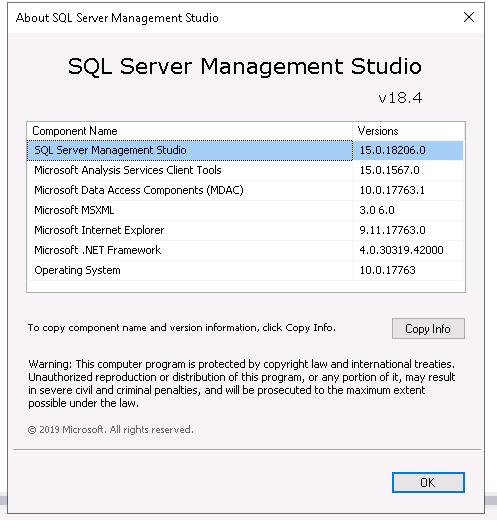 About SQL Server Management Studio
SQL Server Management Studio
v18.4
Component Name Versions
SQL Server Management Studio 15.0.18206.0
Microsoft Analysis Services Client Tools 15.0.1567.0
Microsoft Data Access Components (MDAC) 10.0.17763.1
Microsoft MSXML 3.0 6.0
Microsoft Internet Explorer 9.11.17763.0
Microsoft .NET Framework 4.0.30319.42000
Operating System 10.0.17763
To copy component name and version information, click Copy Info. Copy Info
Warning: This computer program is protected by copyright law and international treaties.
Unauthorized reproduction or distribution of this program, or any portion of it, may result
in severe civil and criminal penalties, and will be prosecuted to the maximum extent
possible under the law.
© 2019 Microsoft. All rights reserved.
OK